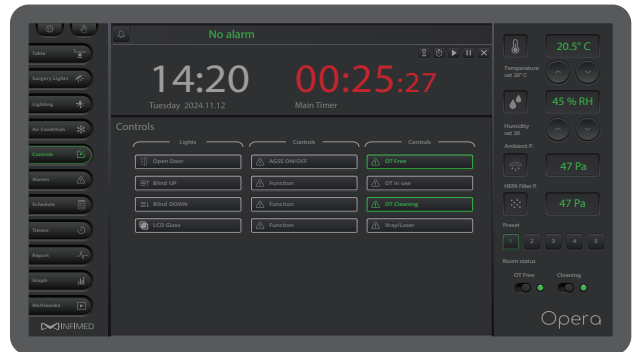 No alarm
14:20
Tuesday 2024.11.12
00:25:27
Main Timer
Table
Surgery Lights
Lighting
Air Condition
Controls
Alarms
Schedule
Timers
Report
Graph
Multimedia
INFIMED
Controls
Lights
Controls
Controls
Open Door
AGSS ON/OFF
OT Free
Blind UP
Function
OT in use
Blind DOWN
Function
OT Cleaning
LCD Glass
Function
Xray/Laser
20.5° C
Temperature
set 20° C
45 % RH
Humidity
set 30
Ambient P.
47 Pa
HEPA Filter P.
47 Pa
Preset
1 2 3 4 5
Room status
OT Free Cleaning
Opera